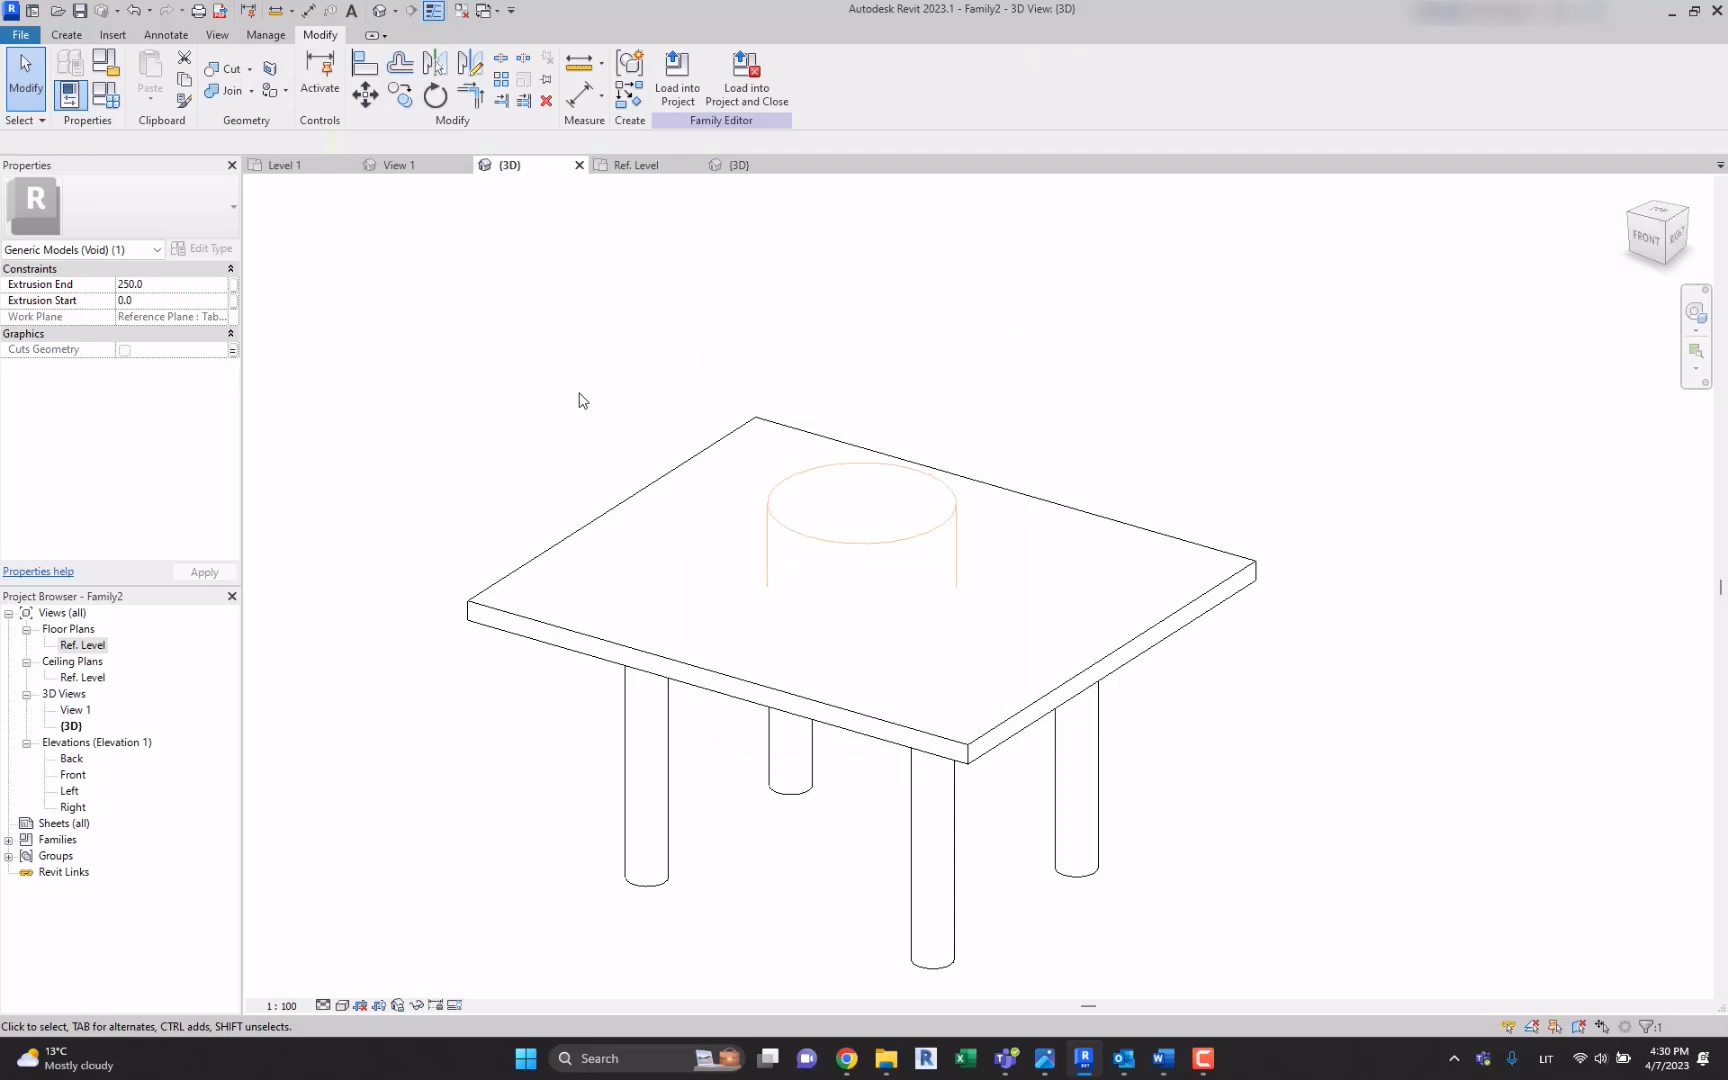 Autodesk Revit 2023.1 - Family2 - 3D View: {3D}
File Create Insert Annotate View Manage Modify
Modify
Paste
Cut
Join
Activate
Load into Project
Load into Project and Close
Select Properties Clipboard Geometry Controls Modify Measure Create Family Editor
Properties
Level 1 View 1 {3D} Ref. Level {3D}
R
Generic Models (Void) (1) Edit Type
Constraints
Extrusion End 250.0
Extrusion Start 0.0
Work Plane Reference Plane : Tab...
Graphics
Cuts Geometry
FRONT
Properties help Apply
Project Browser - Family2
Views (all)
Floor Plans
Ref. Level
Ceiling Plans
Ref. Level
3D Views
View 1
{3D}
Elevations (Elevation 1)
Back
Front
Left
Right
Sheets (all)
Families
Groups
Revit Links
1 : 100
Click to select, TAB for alternates, CTRL adds, SHIFT unselects.
:1
13°C
Mostly cloudy
Search
LIT
4:30 PM
4/7/2023